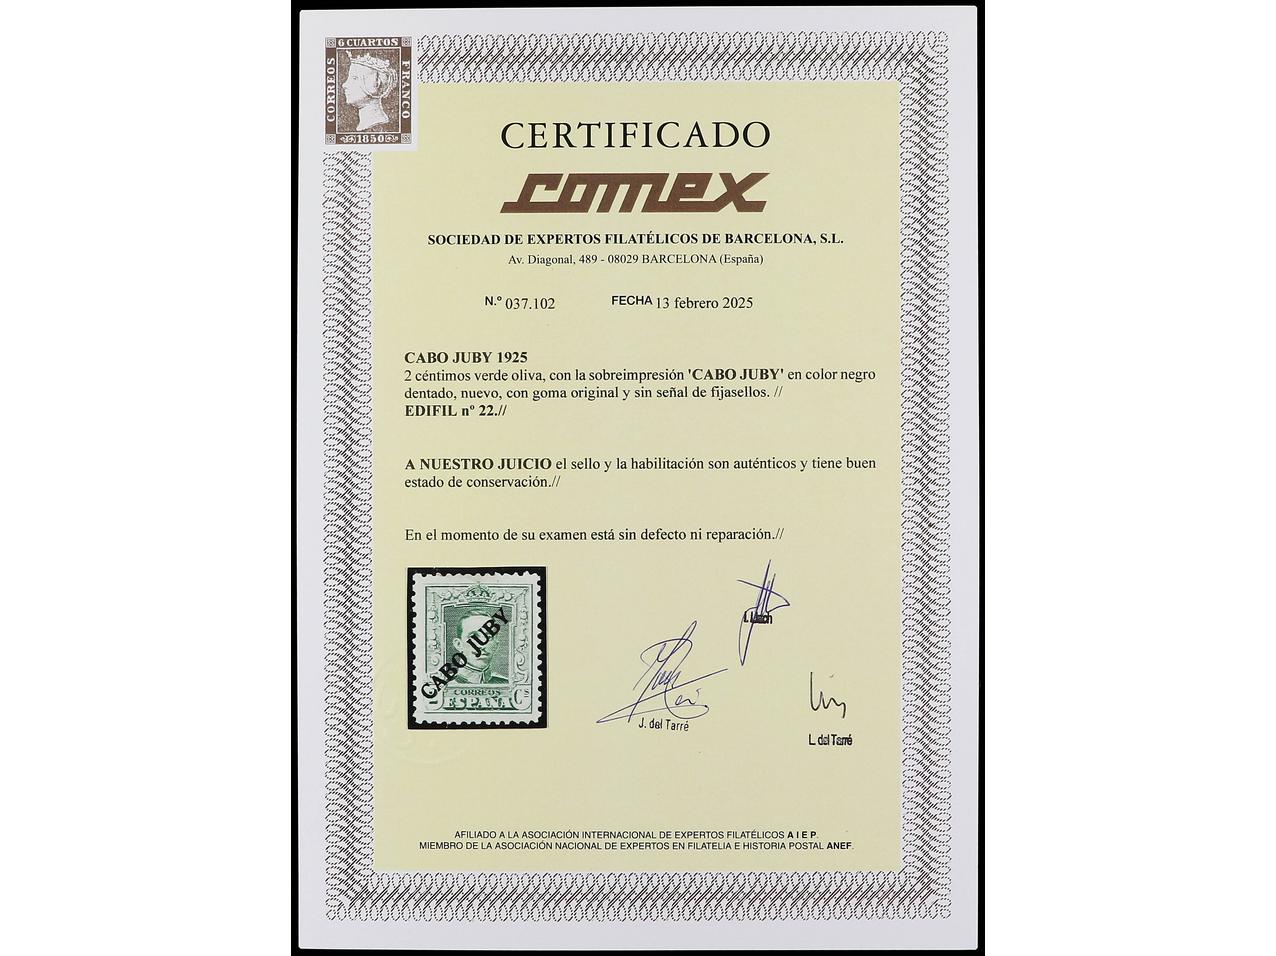 6 CUARTOS
CORREOS
FRANCO
1850
CERTIFICADO
comex
SOCIEDAD DE EXPERTOS FILATÉLICOS DE BARCELONA, S.L.
Av. Diagonal, 489 - 08029 BARCELONA (España)
N.º 037.102 FECHA 13 febrero 2025
CABO JUBY 1925
2 céntimos verde oliva, con la sobreimpresión 'CABO JUBY' en color negro
dentado, nuevo, con goma original y sin señal de fijasellos. //
EDIFIL nº 22.//
A NUESTRO JUICIO el sello y la habilitación son auténticos y tiene buen
estado de conservación.//
En el momento de su examen está sin defecto ni reparación.//
CABO JUBY
CORREOS
ESPAÑA Cs
J. del Tarré
L. del Tarré
AFILIADO A LA ASOCIACIÓN INTERNACIONAL DE EXPERTOS FILATÉLICOS A I E P.
MIEMBRO DE LA ASOCIACIÓN NACIONAL DE EXPERTOS EN FILATELIA E HISTORIA POSTAL ANEF.